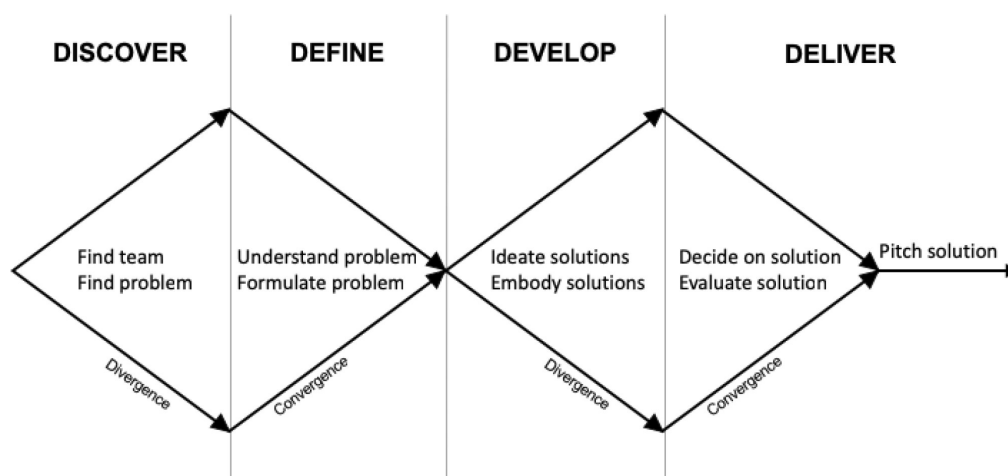 DISCOVER
DEFINE
DEVELOP
DELIVER
Find team
Find problem
Understand problem
Formulate problem
Ideate solutions
Embody solutions
Decide on solution
Evaluate solution
Pitch solution
Divergence
Convergence
Divergence
Convergence